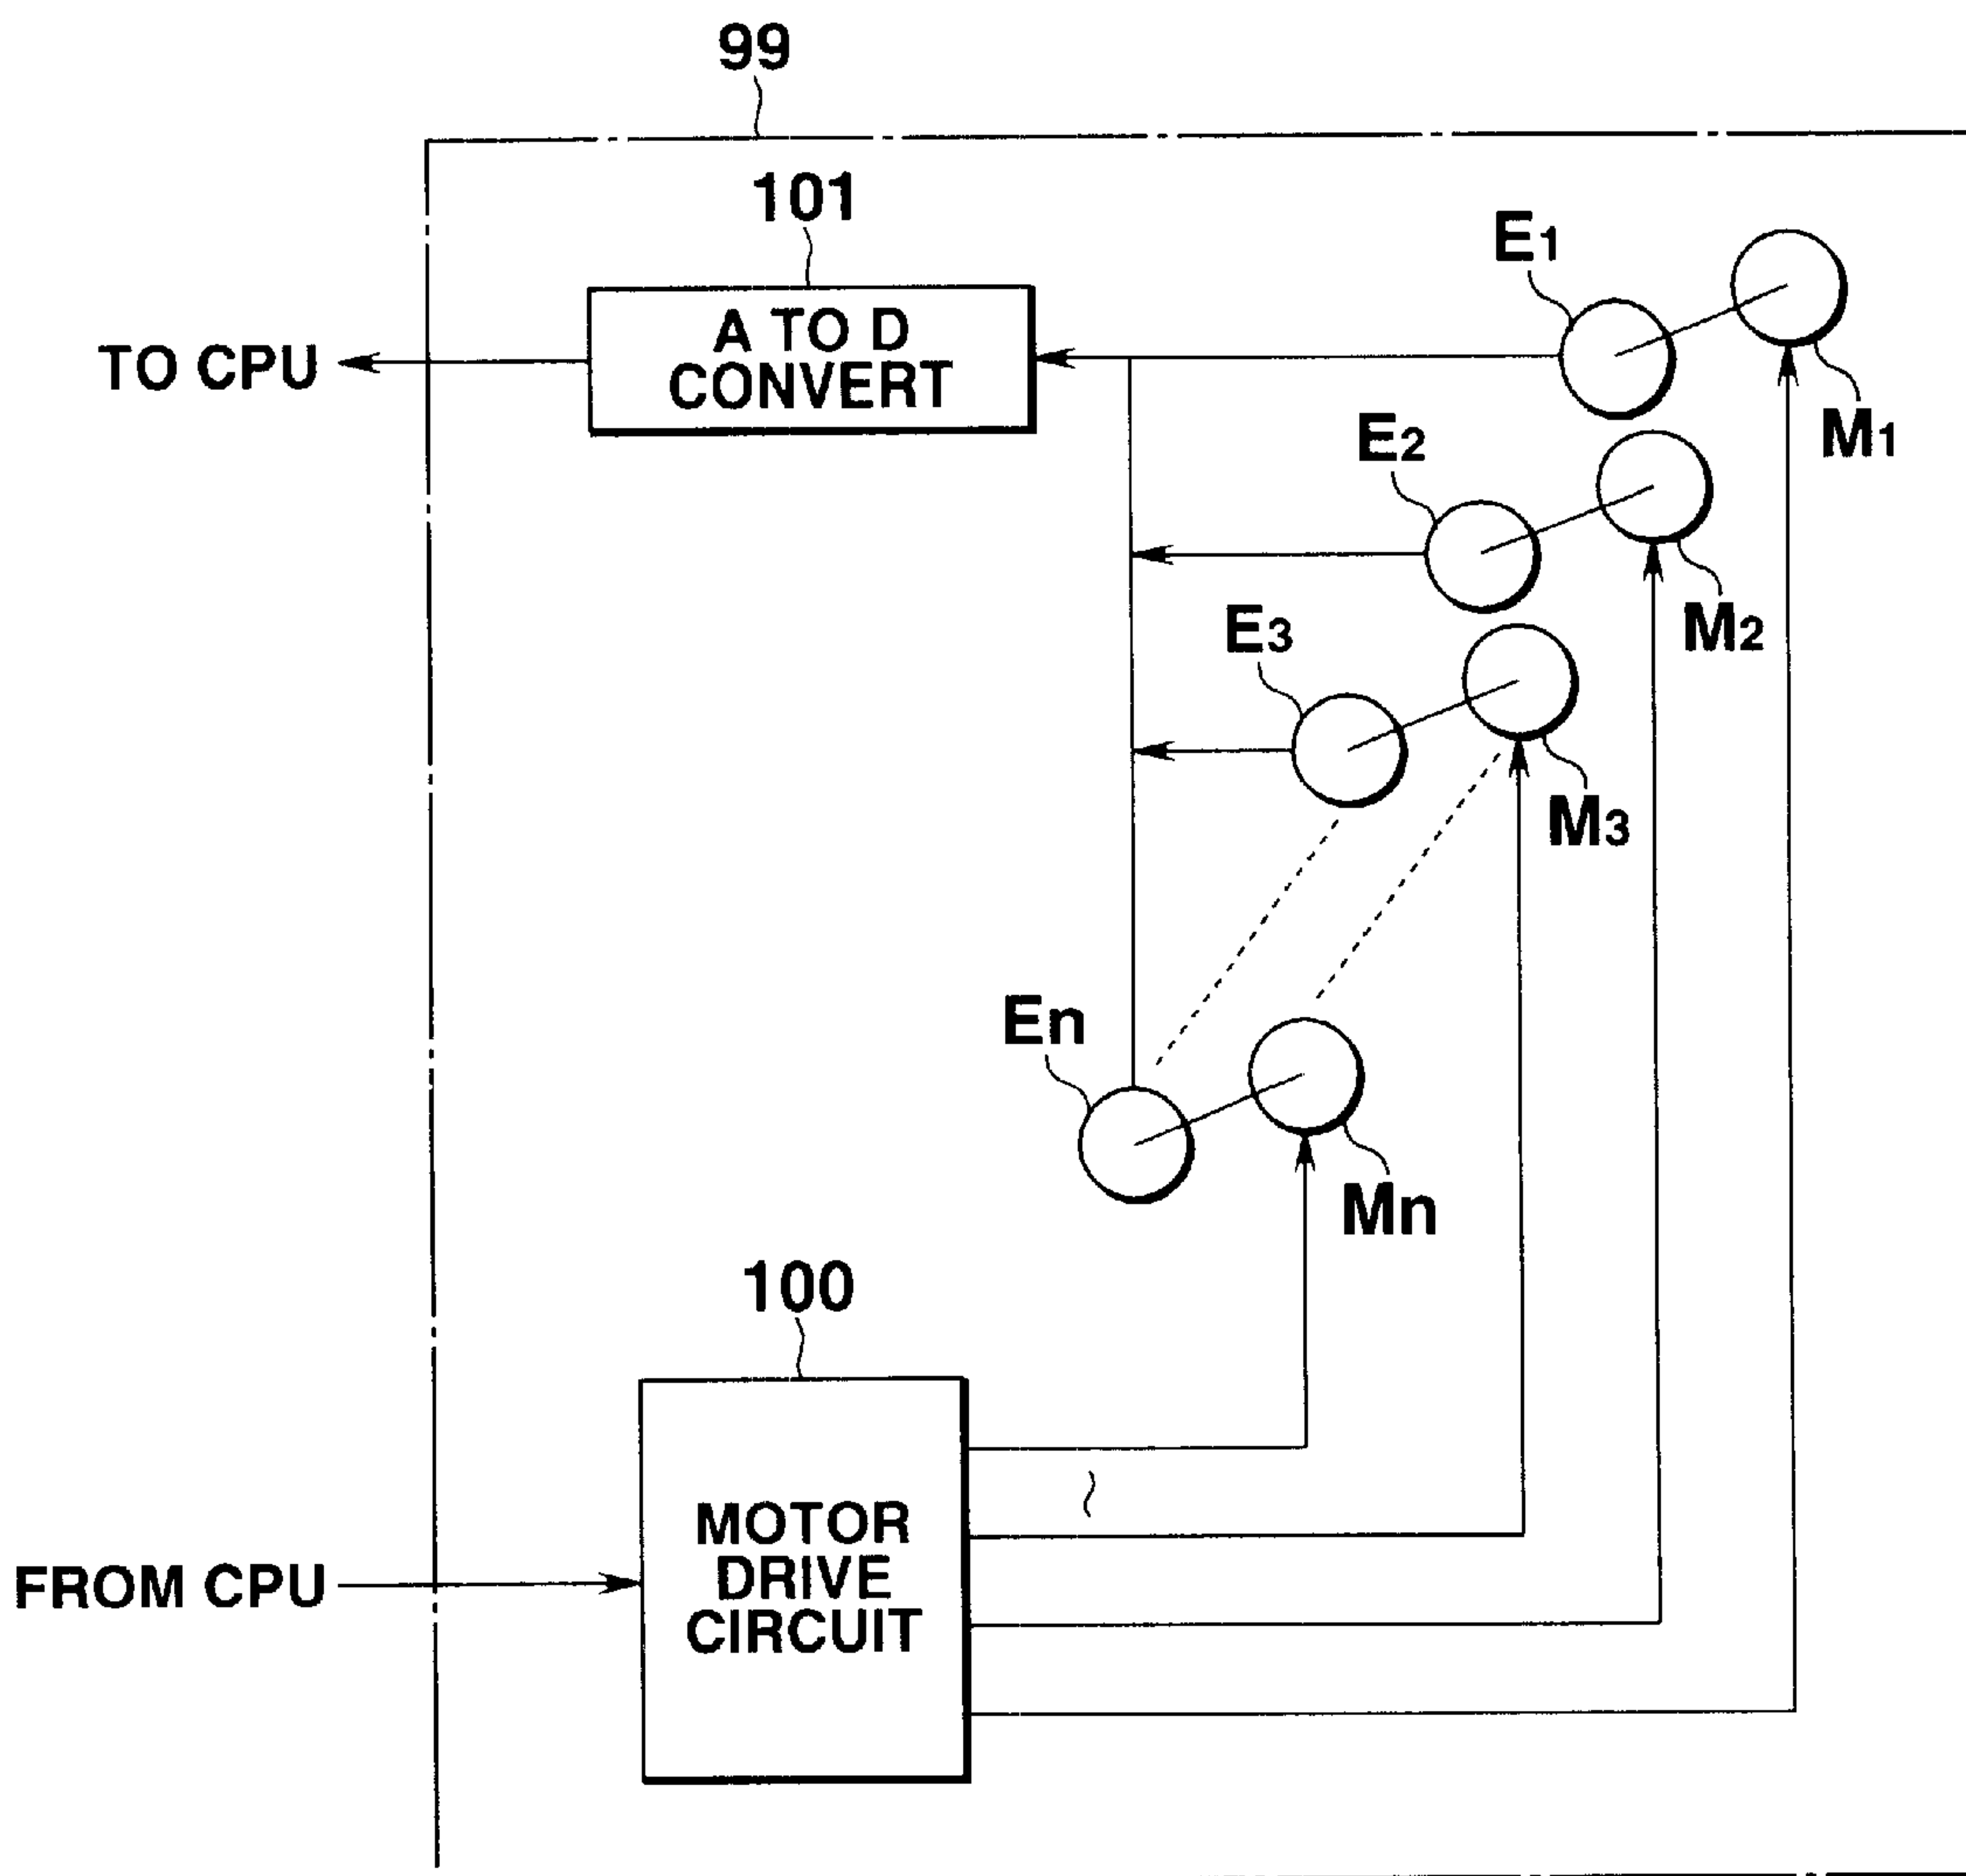 99
101
A TO D
CONVERT
TO CPU
E1
M1
E2
M2
E3
M3
En
Mn
100
MOTOR
DRIVE
CIRCUIT
FROM CPU